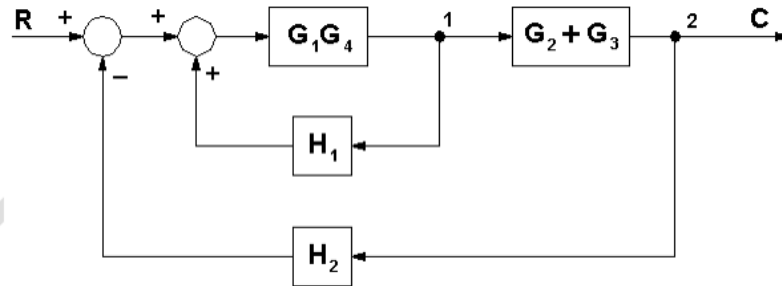 R + + 1 2 C
G₁G₄ G₂ + G₃
− +
H₁
H₂